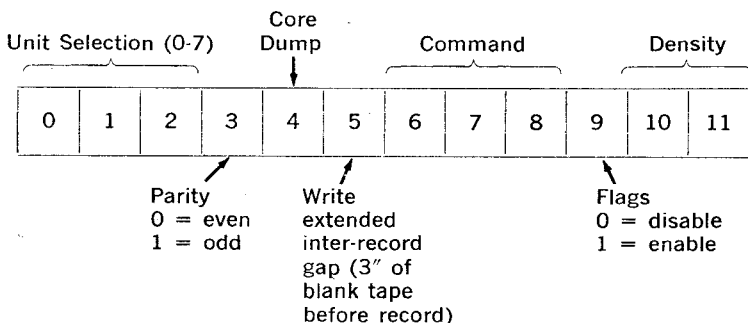 Core
Unit Selection (0-7) Dump Command Density
0 1 2 3 4 5 6 7 8 9 10 11
Parity
0 = even
1 = odd
Write
extended
inter-record
gap (3″ of
blank tape
before record)
Flags
0 = disable
1 = enable